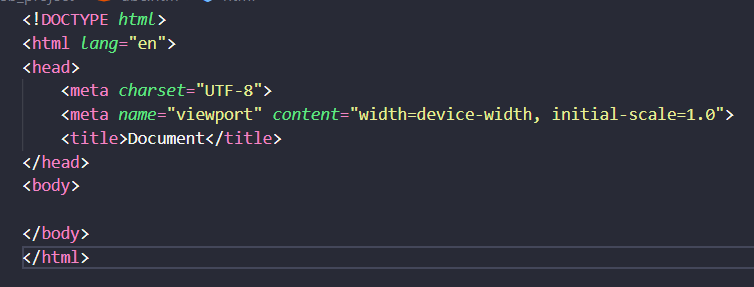 <!DOCTYPE html>
<html lang="en">
<head>
    <meta charset="UTF-8">
    <meta name="viewport" content="width=device-width, initial-scale=1.0">
    <title>Document</title>
</head>
<body>

</body>
</html>